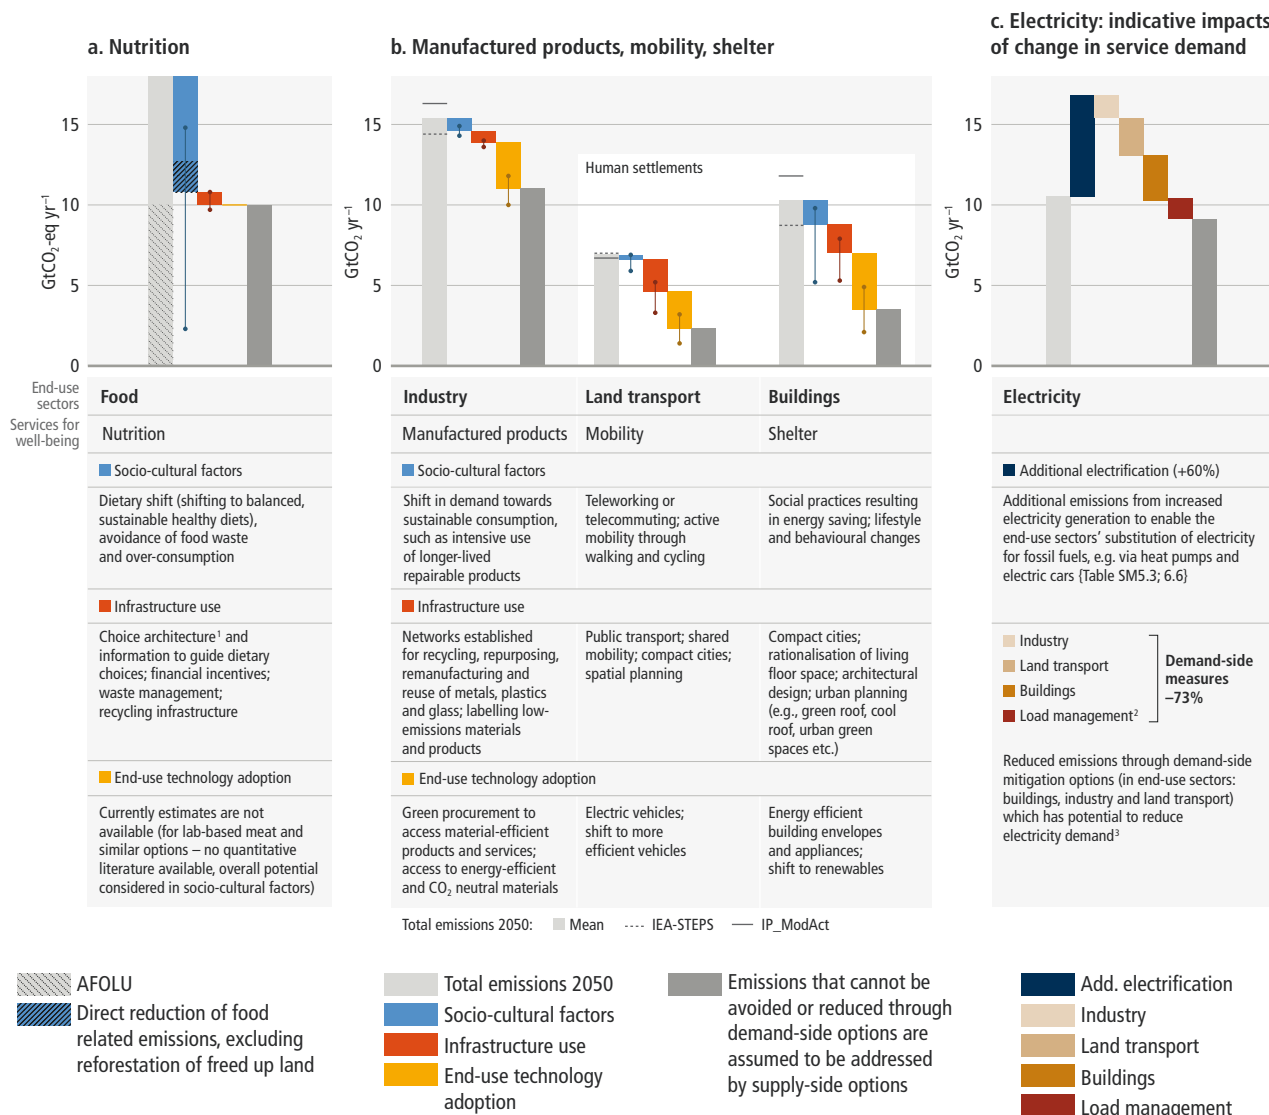 a. Nutrition
b. Manufactured products, mobility, shelter
c. Electricity: indicative impacts
of change in service demand
GtCO₂-eq yr⁻¹
15
10
5
0
GtCO₂ yr⁻¹
15
10
5
0
Human settlements
GtCO₂ yr⁻¹
15
10
5
0
End-use
sectors
Food
Industry
Land transport
Buildings
Electricity
Services for
well-being
Nutrition
Manufactured products
Mobility
Shelter
Socio-cultural factors
Dietary shift (shifting to balanced,
sustainable healthy diets),
avoidance of food waste
and over-consumption
Infrastructure use
Choice architecture¹ and
information to guide dietary
choices; financial incentives;
waste management;
recycling infrastructure
End-use technology adoption
Currently estimates are not
available (for lab-based meat and
similar options – no quantitative
literature available, overall potential
considered in socio-cultural factors)
Socio-cultural factors
Shift in demand towards
sustainable consumption,
such as intensive use
of longer-lived
repairable products
Teleworking or
telecommuting; active
mobility through
walking and cycling
Social practices resulting
in energy saving; lifestyle
and behavioural changes
Infrastructure use
Networks established
for recycling, repurposing,
remanufacturing and
reuse of metals, plastics
and glass; labelling low-
emissions materials
and products
Public transport; shared
mobility; compact cities;
spatial planning
Compact cities;
rationalisation of living
floor space; architectural
design; urban planning
(e.g., green roof, cool
roof, urban green
spaces etc.)
End-use technology adoption
Green procurement to
access material-efficient
products and services;
access to energy-efficient
and CO₂ neutral materials
Electric vehicles;
shift to more
efficient vehicles
Energy efficient
building envelopes
and appliances;
shift to renewables
Additional electrification (+60%)
Additional emissions from increased
electricity generation to enable the
end-use sectors’ substitution of electricity
for fossil fuels, e.g. via heat pumps and
electric cars {Table SM5.3; 6.6}
Industry
Land transport
Buildings
Load management²
Demand-side
measures
–73%
Reduced emissions through demand-side
mitigation options (in end-use sectors:
buildings, industry and land transport)
which has potential to reduce
electricity demand³
Total emissions 2050: Mean IEA-STEPS IP_ModAct
AFOLU
Direct reduction of food
related emissions, excluding
reforestation of freed up land
Total emissions 2050
Socio-cultural factors
Infrastructure use
End-use technology
adoption
Emissions that cannot be
avoided or reduced through
demand-side options are
assumed to be addressed
by supply-side options
Add. electrification
Industry
Land transport
Buildings
Load management